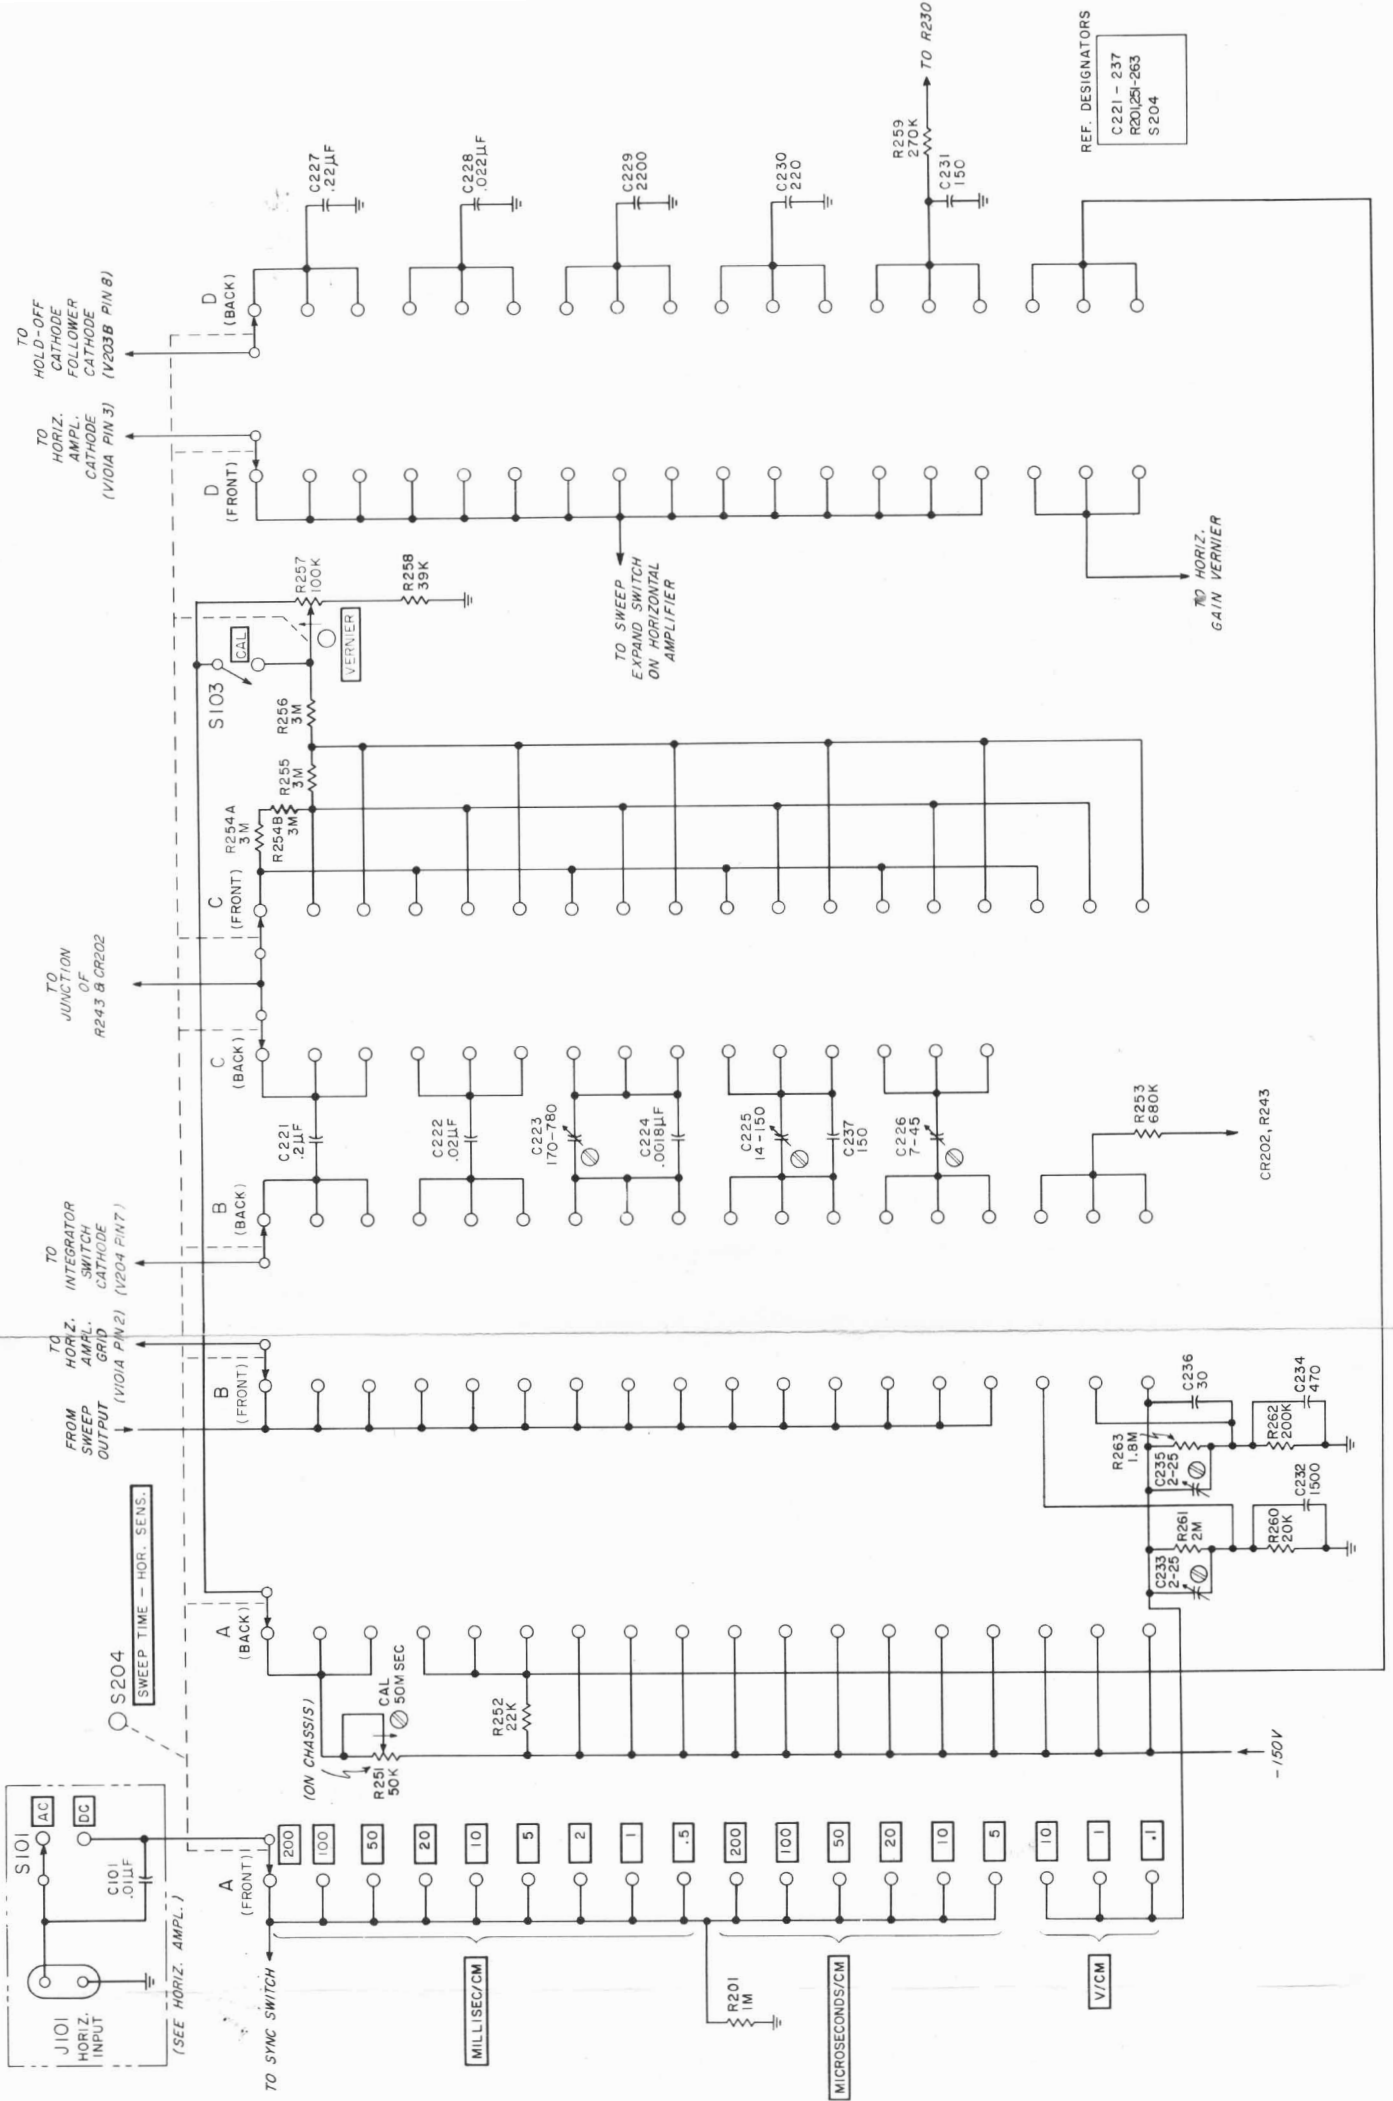 TO
HOLD-OFF
CATHODE
FOLLOWER
CATHODE
(V203B PIN 8)
TO
HORIZ.
AMPL.
CATHODE
(V101A PIN 3)
TO
JUNCTION
OF
R243 & CR202
TO
INTEGRATOR
SWITCH
CATHODE
(V204 PIN 7)
TO
HORIZ.
AMPL.
GRID
(V101A PIN 2)
FROM
SWEEP
OUTPUT
S204
SWEEP TIME – HOR. SENS.
S101
AC
DC
C101
.01µF
J101
HORIZ.
INPUT
(SEE HORIZ. AMPL.)
TO SYNC SWITCH
A
(FRONT)
A
(BACK)
B
(FRONT)
B
(BACK)
C
(BACK)
C
(FRONT)
D
(FRONT)
D
(BACK)
200
100
50
20
10
5
2
1
.5
200
100
50
20
10
5
10
1
.1
MILLISEC/CM
MICROSECONDS/CM
V/CM
R201
1M
(ON CHASSIS)
R251
50K
CAL
50MSEC
R252
22K
-150V
C233
2-25
R261
2M
R260
20K
C232
1500
C235
2-25
R263
1.8M
R262
200K
C234
470
C236
30
C221
.2µF
C222
.02µF
C223
170-780
C224
.0018µF
C225
14-150
C237
150
C226
7-45
R253
680K
CR202, R243
R254A
3M
R254B
3M
R255
3M
R256
3M
S103
CAL
VERNIER
R257
100K
R258
39K
TO SWEEP
EXPAND SWITCH
ON HORIZONTAL
AMPLIFIER
TO HORIZ.
GAIN VERNIER
C227
.22µF
C228
.022µF
C229
2200
C230
220
R259
270K
C231
150
TO R230
REF. DESIGNATORS
C221 - 237
R201,251-263
S204